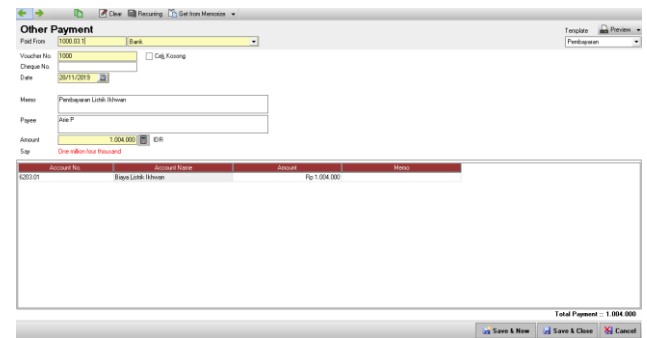 Clear Recurring Get from Memorize
Other Payment
Template Preview
Paid From 1000.03.1 Bank Pembayaran
Voucher No. 1000 Cek Kosong
Cheque No.
Date 20/11/2019
Memo Pembayaran Listrik Ikhwan
Payee Arie P
Amount 1.004.000 IDR
Say One million four thousand
Account No. Account Name Amount Memo
6203.01 Biaya Listrik Ikhwan Rp 1.004.000
Total Payment :: 1.004.000
Save & New Save & Close Cancel